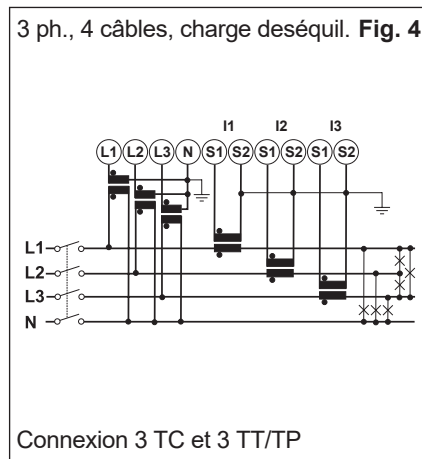 3 ph., 4 câbles, charge deséquil. Fig. 4
I1 I2 I3
L1 L2 L3 N S1 S2 S1 S2 S1 S2
L1
L2
L3
N
Connexion 3 TC et 3 TT/TP